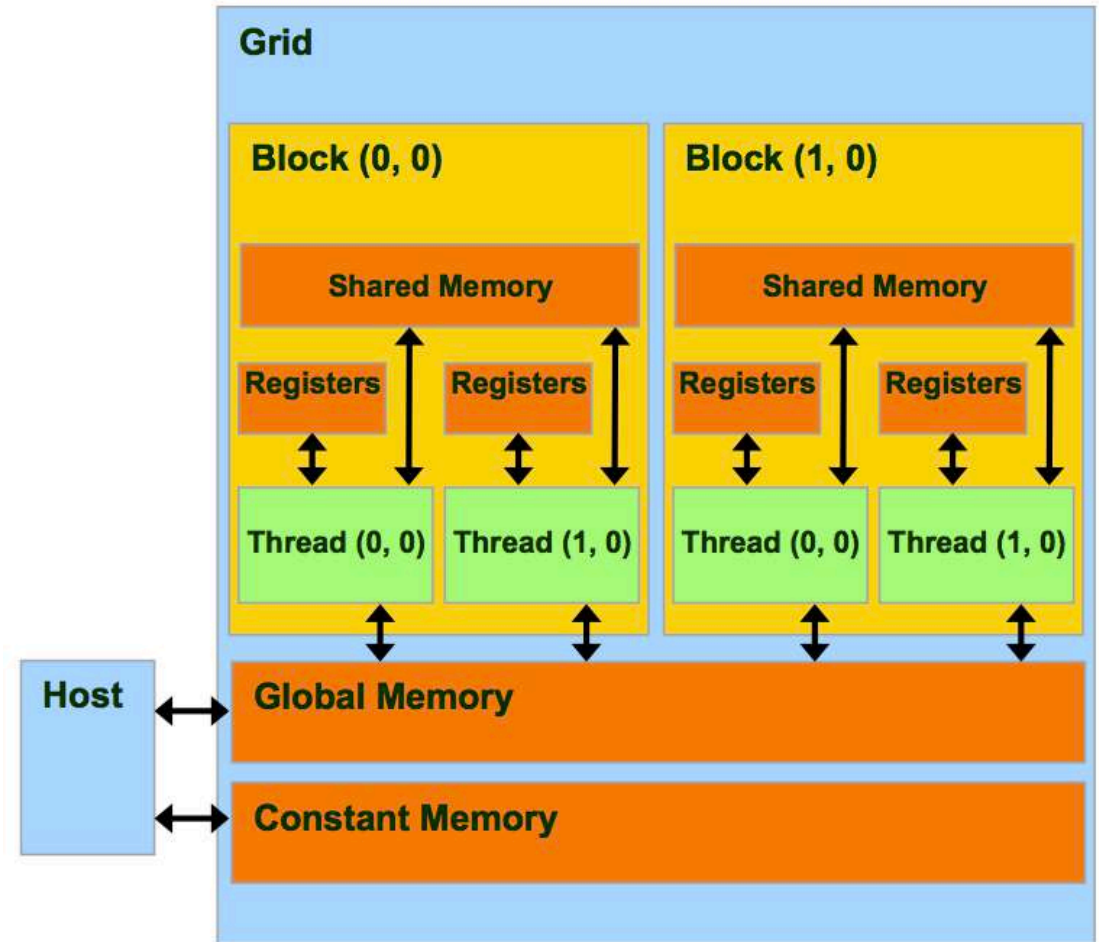 Grid
Block (0, 0)
Block (1, 0)
Shared Memory
Shared Memory
Registers
Registers
Registers
Registers
Thread (0, 0)
Thread (1, 0)
Thread (0, 0)
Thread (1, 0)
Host
Global Memory
Constant Memory